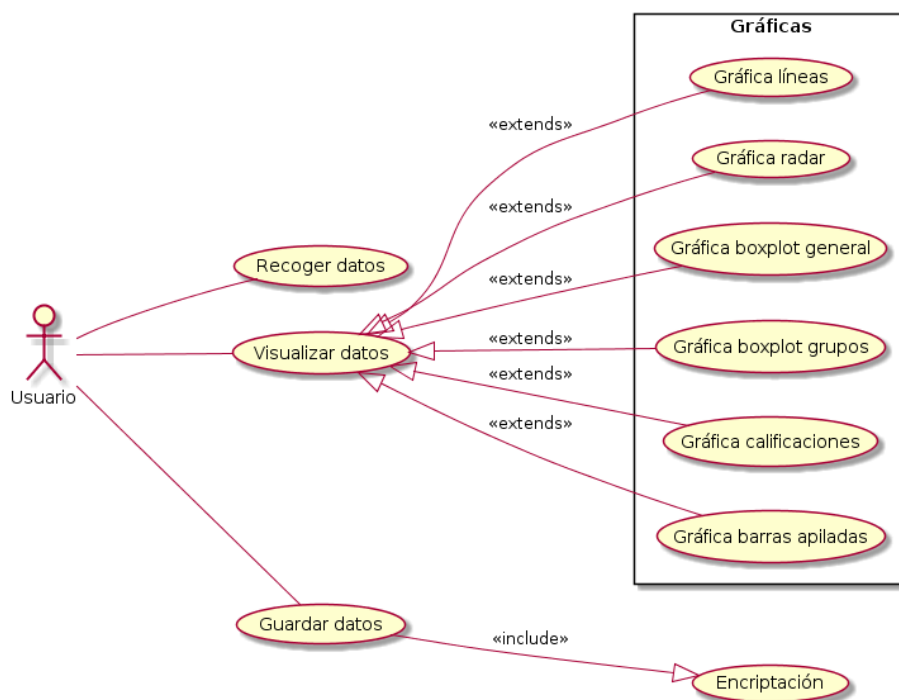 Gráficas
Gráfica líneas
«extends»
Gráfica radar
«extends»
Gráfica boxplot general
Recoger datos
«extends»
«extends»
Gráfica boxplot grupos
Visualizar datos
«extends»
Usuario
«extends»
Gráfica calificaciones
Gráfica barras apiladas
Guardar datos
«include»
Encriptación